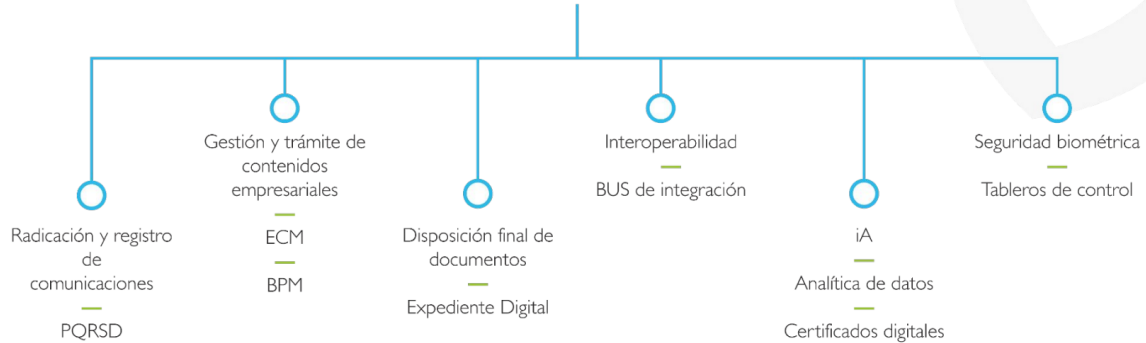 Radicación y registro
de
comunicaciones
PQRSD
Gestión y trámite de
contenidos
empresariales
ECM
BPM
Disposición final de
documentos
Expediente Digital
Interoperabilidad
BUS de integración
iA
Analítica de datos
Certificados digitales
Seguridad biométrica
Tableros de control